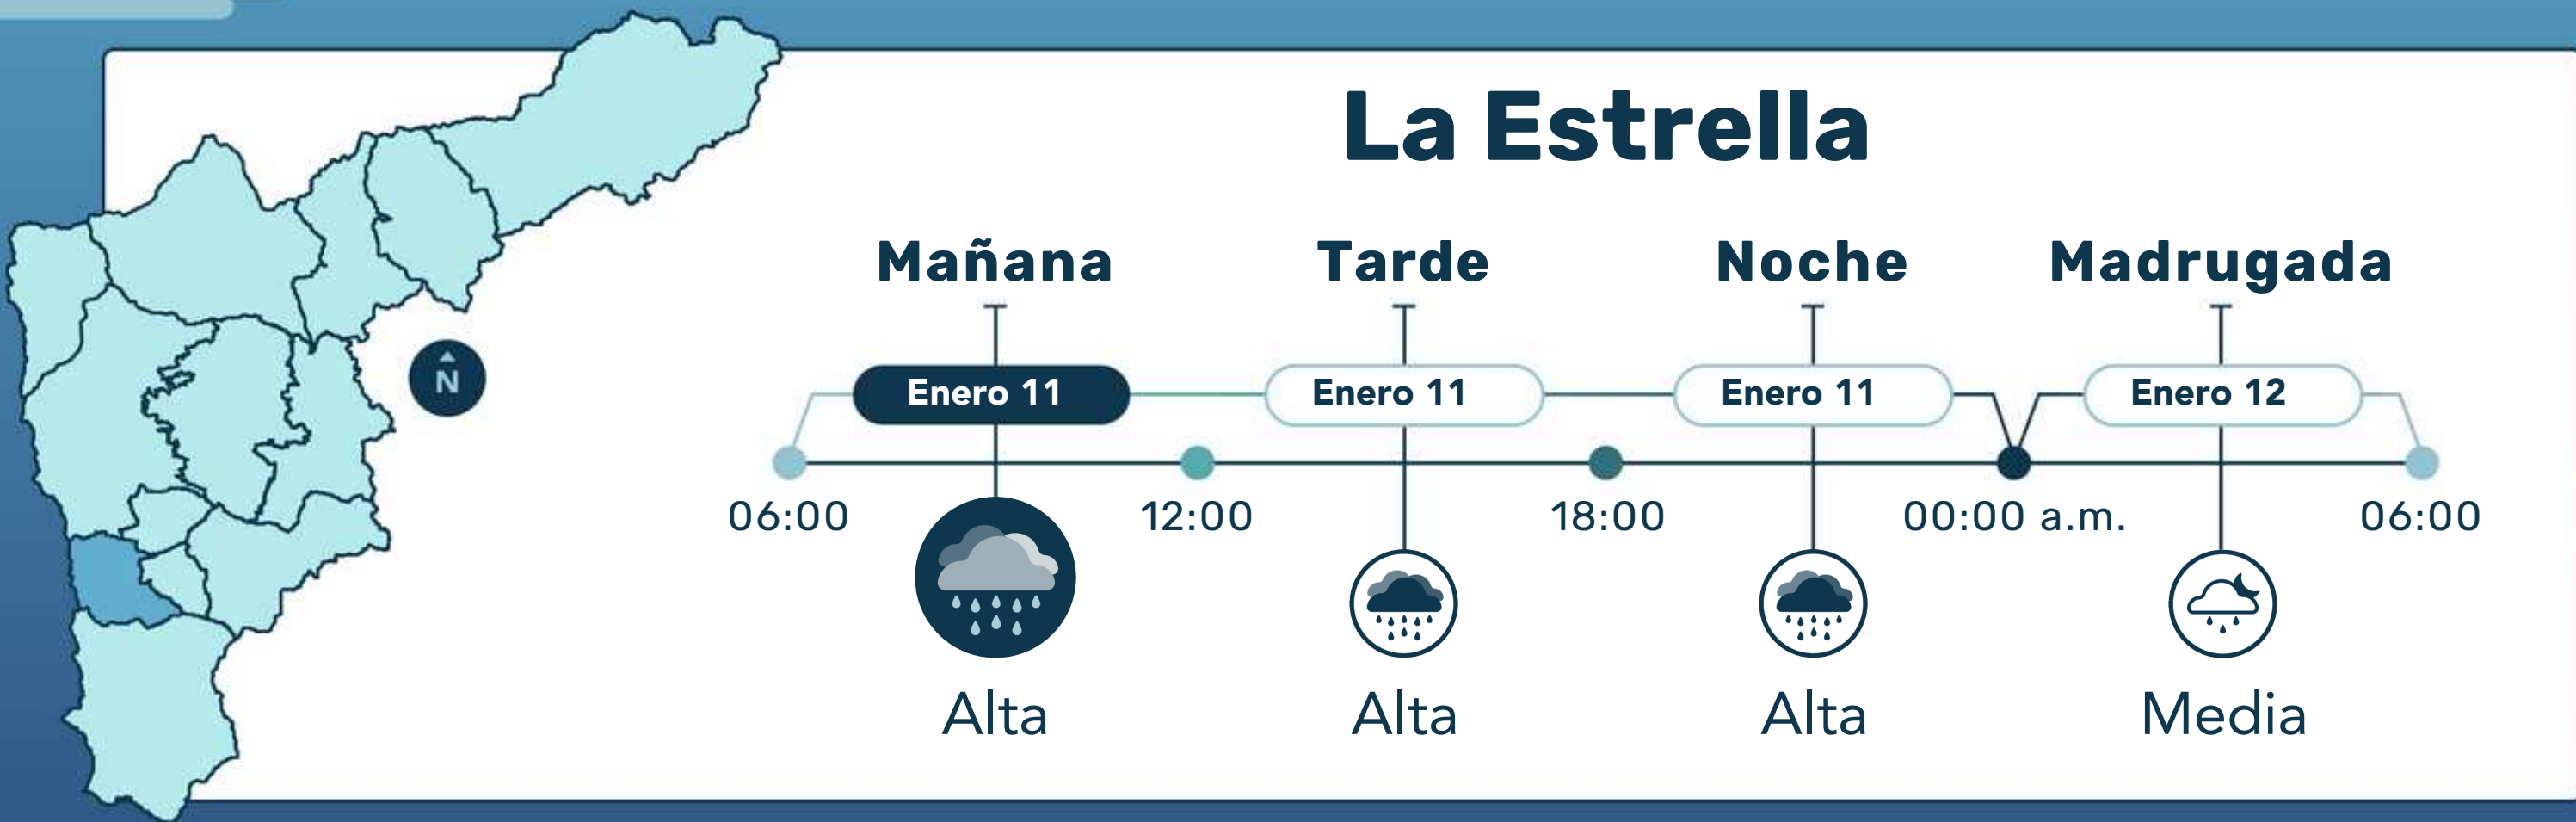 La Estrella
Mañana Tarde Noche Madrugada
Enero 11 Enero 11 Enero 11 Enero 12
N
06:00 12:00 18:00 00:00 a.m. 06:00
Alta Alta Alta Media